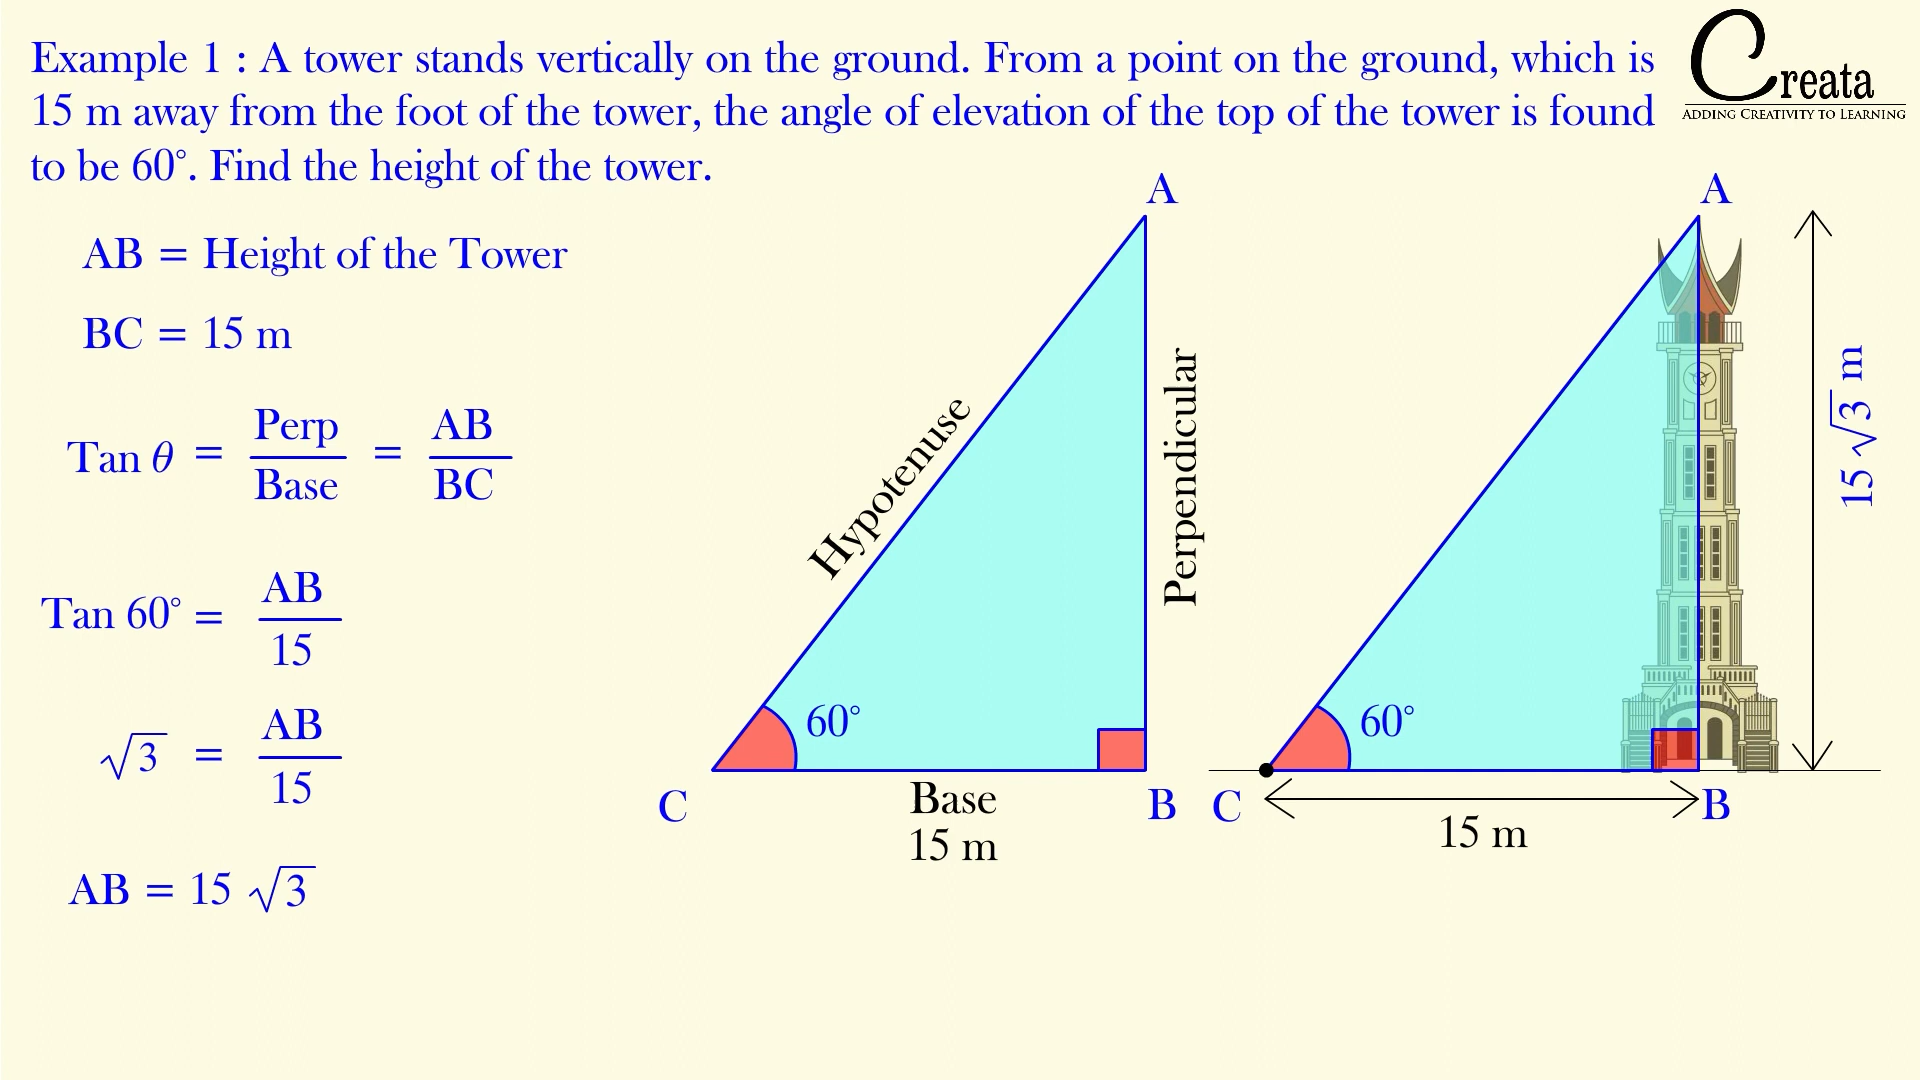 Example 1 : A tower stands vertically on the ground. From a point on the ground, which is
15 m away from the foot of the tower, the angle of elevation of the top of the tower is found
to be 60°. Find the height of the tower.
Creata
ADDING CREATIVITY TO LEARNING
AB = Height of the Tower
BC = 15 m
Tan θ = Perp/Base = AB/BC
Tan 60° = AB/15
√3 = AB/15
AB = 15 √3
A
Hypotenuse
Perpendicular
60°
C
Base
B
15 m
A
15 √3 m
60°
C
B
15 m